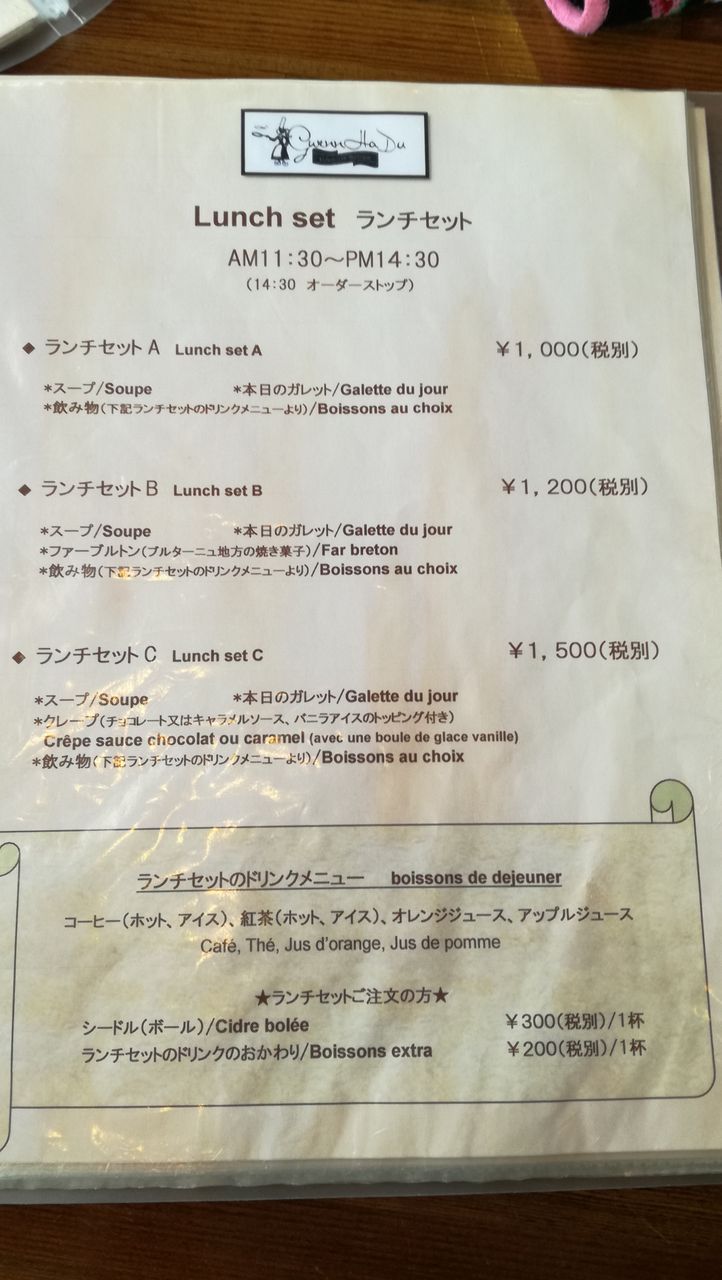 Gwenn Ha Du
Lunch set ランチセット
AM11:30～PM14:30
(14:30 オーダーストップ)
◆ ランチセットA Lunch set A ￥1,000(税別)
*スープ/Soupe *本日のガレット/Galette du jour
*飲み物(下記ランチセットのドリンクメニューより)/Boissons au choix
◆ ランチセットB Lunch set B ￥1,200(税別)
*スープ/Soupe *本日のガレット/Galette du jour
*ファーブルトン(ブルターニュ地方の焼き菓子)/Far breton
*飲み物(下記ランチセットのドリンクメニューより)/Boissons au choix
◆ ランチセットC Lunch set C ￥1,500(税別)
*スープ/Soupe *本日のガレット/Galette du jour
*クレープ(チョコレート又はキャラメルソース、バニラアイスのトッピング付き)
Crêpe sauce chocolat ou caramel (avec une boule de glace vanille)
*飲み物(下記ランチセットのドリンクメニューより)/Boissons au choix
ランチセットのドリンクメニュー boissons de dejeuner
コーヒー(ホット、アイス)、紅茶(ホット、アイス)、オレンジジュース、アップルジュース
Café, Thé, Jus d'orange, Jus de pomme
★ランチセットご注文の方★
シードル(ボール)/Cidre bolée ￥300(税別)/1杯
ランチセットのドリンクのおかわり/Boissons extra ￥200(税別)/1杯